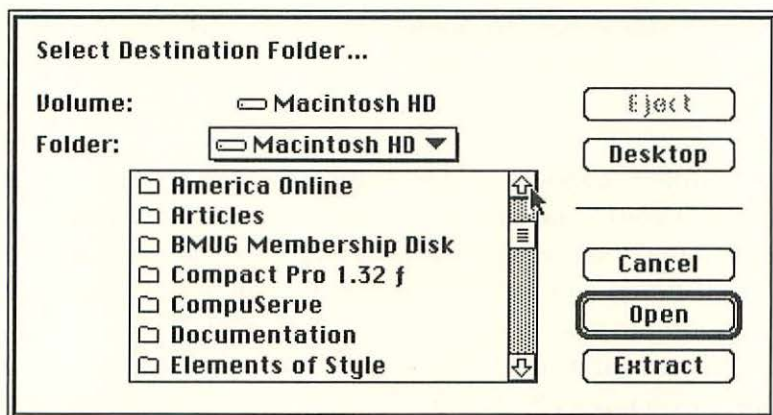 Select Destination Folder...
Volume: Macintosh HD
Eject
Folder: Macintosh HD
Desktop
America Online
Articles
BMUG Membership Disk
Compact Pro 1.32 ƒ
CompuServe
Documentation
Elements of Style
Cancel
Open
Extract